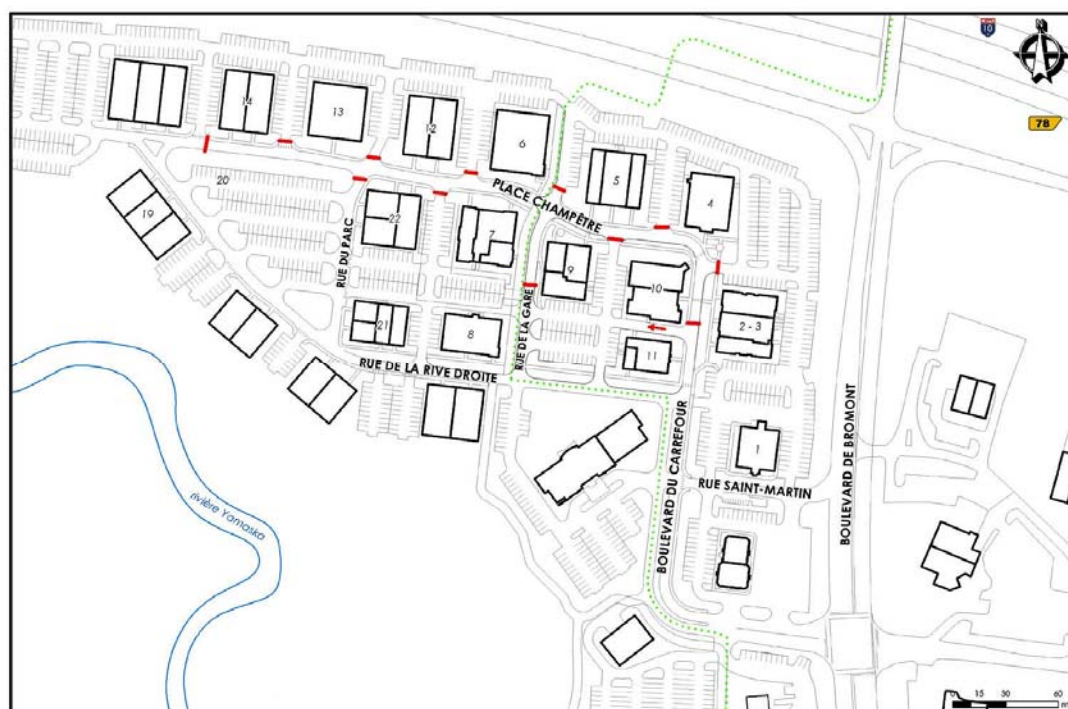 10
78
14
13
12
6
5
4
PLACE CHAMPÊTRE
20
19
RUE DU PARC
22
7
9
10
2 - 3
RUE DE LA GARE
21
8
11
RUE DE LA RIVE DROITE
1
RUE SAINT-MARTIN
BOULEVARD DU CARREFOUR
BOULEVARD DE BROMONT
rivière Yamaska
0 15 30 60
m